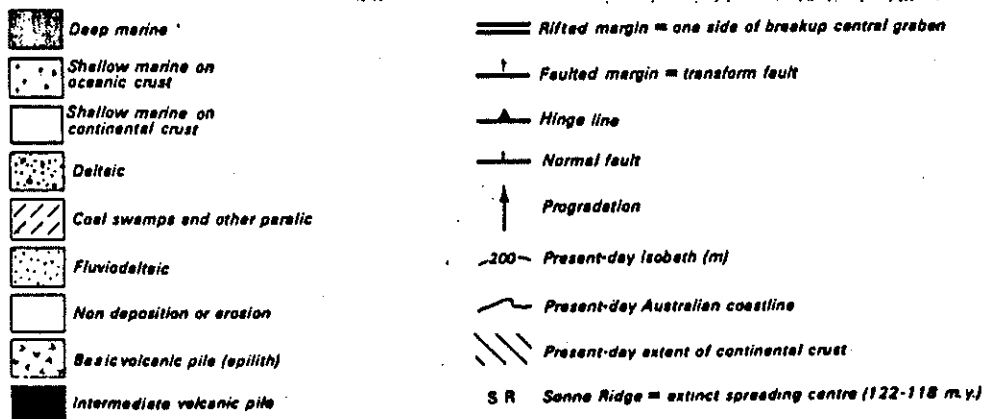 Deep marine
Shallow marine on
oceanic crust
Shallow marine on
continental crust
Deltaic
Coal swamps and other paralic
Fluviodeltaic
Non deposition or erosion
Basic volcanic pile (epilith)
Intermediate volcanic pile
Rifted margin = one side of breakup central graben
Faulted margin = transform fault
Hinge line
Normal fault
Progradation
200 Present-day isobath (m)
Present-day Australian coastline
Present-day extent of continental crust
S R Sonne Ridge = extinct spreading centre (122-118 m.y.)